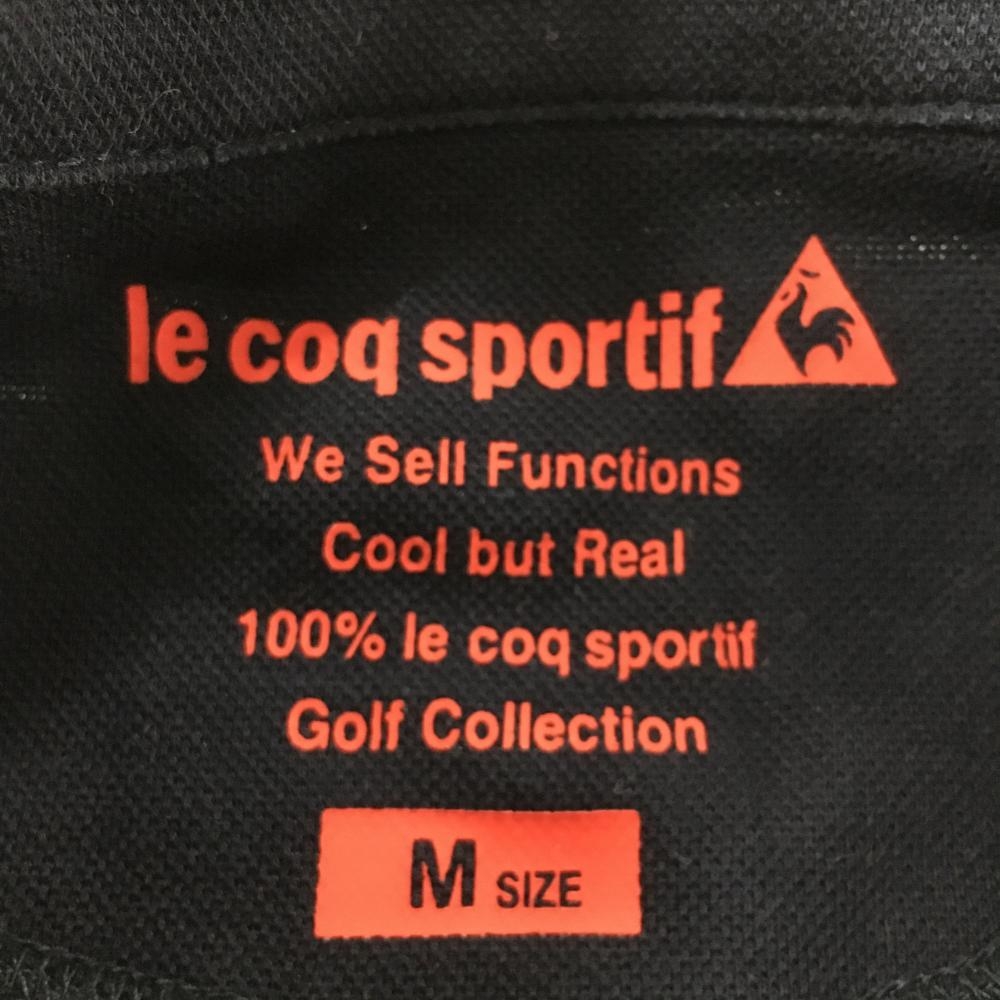 le coq sportif
We Sell Functions
Cool but Real
100% le coq sportif
Golf Collection
M SIZE